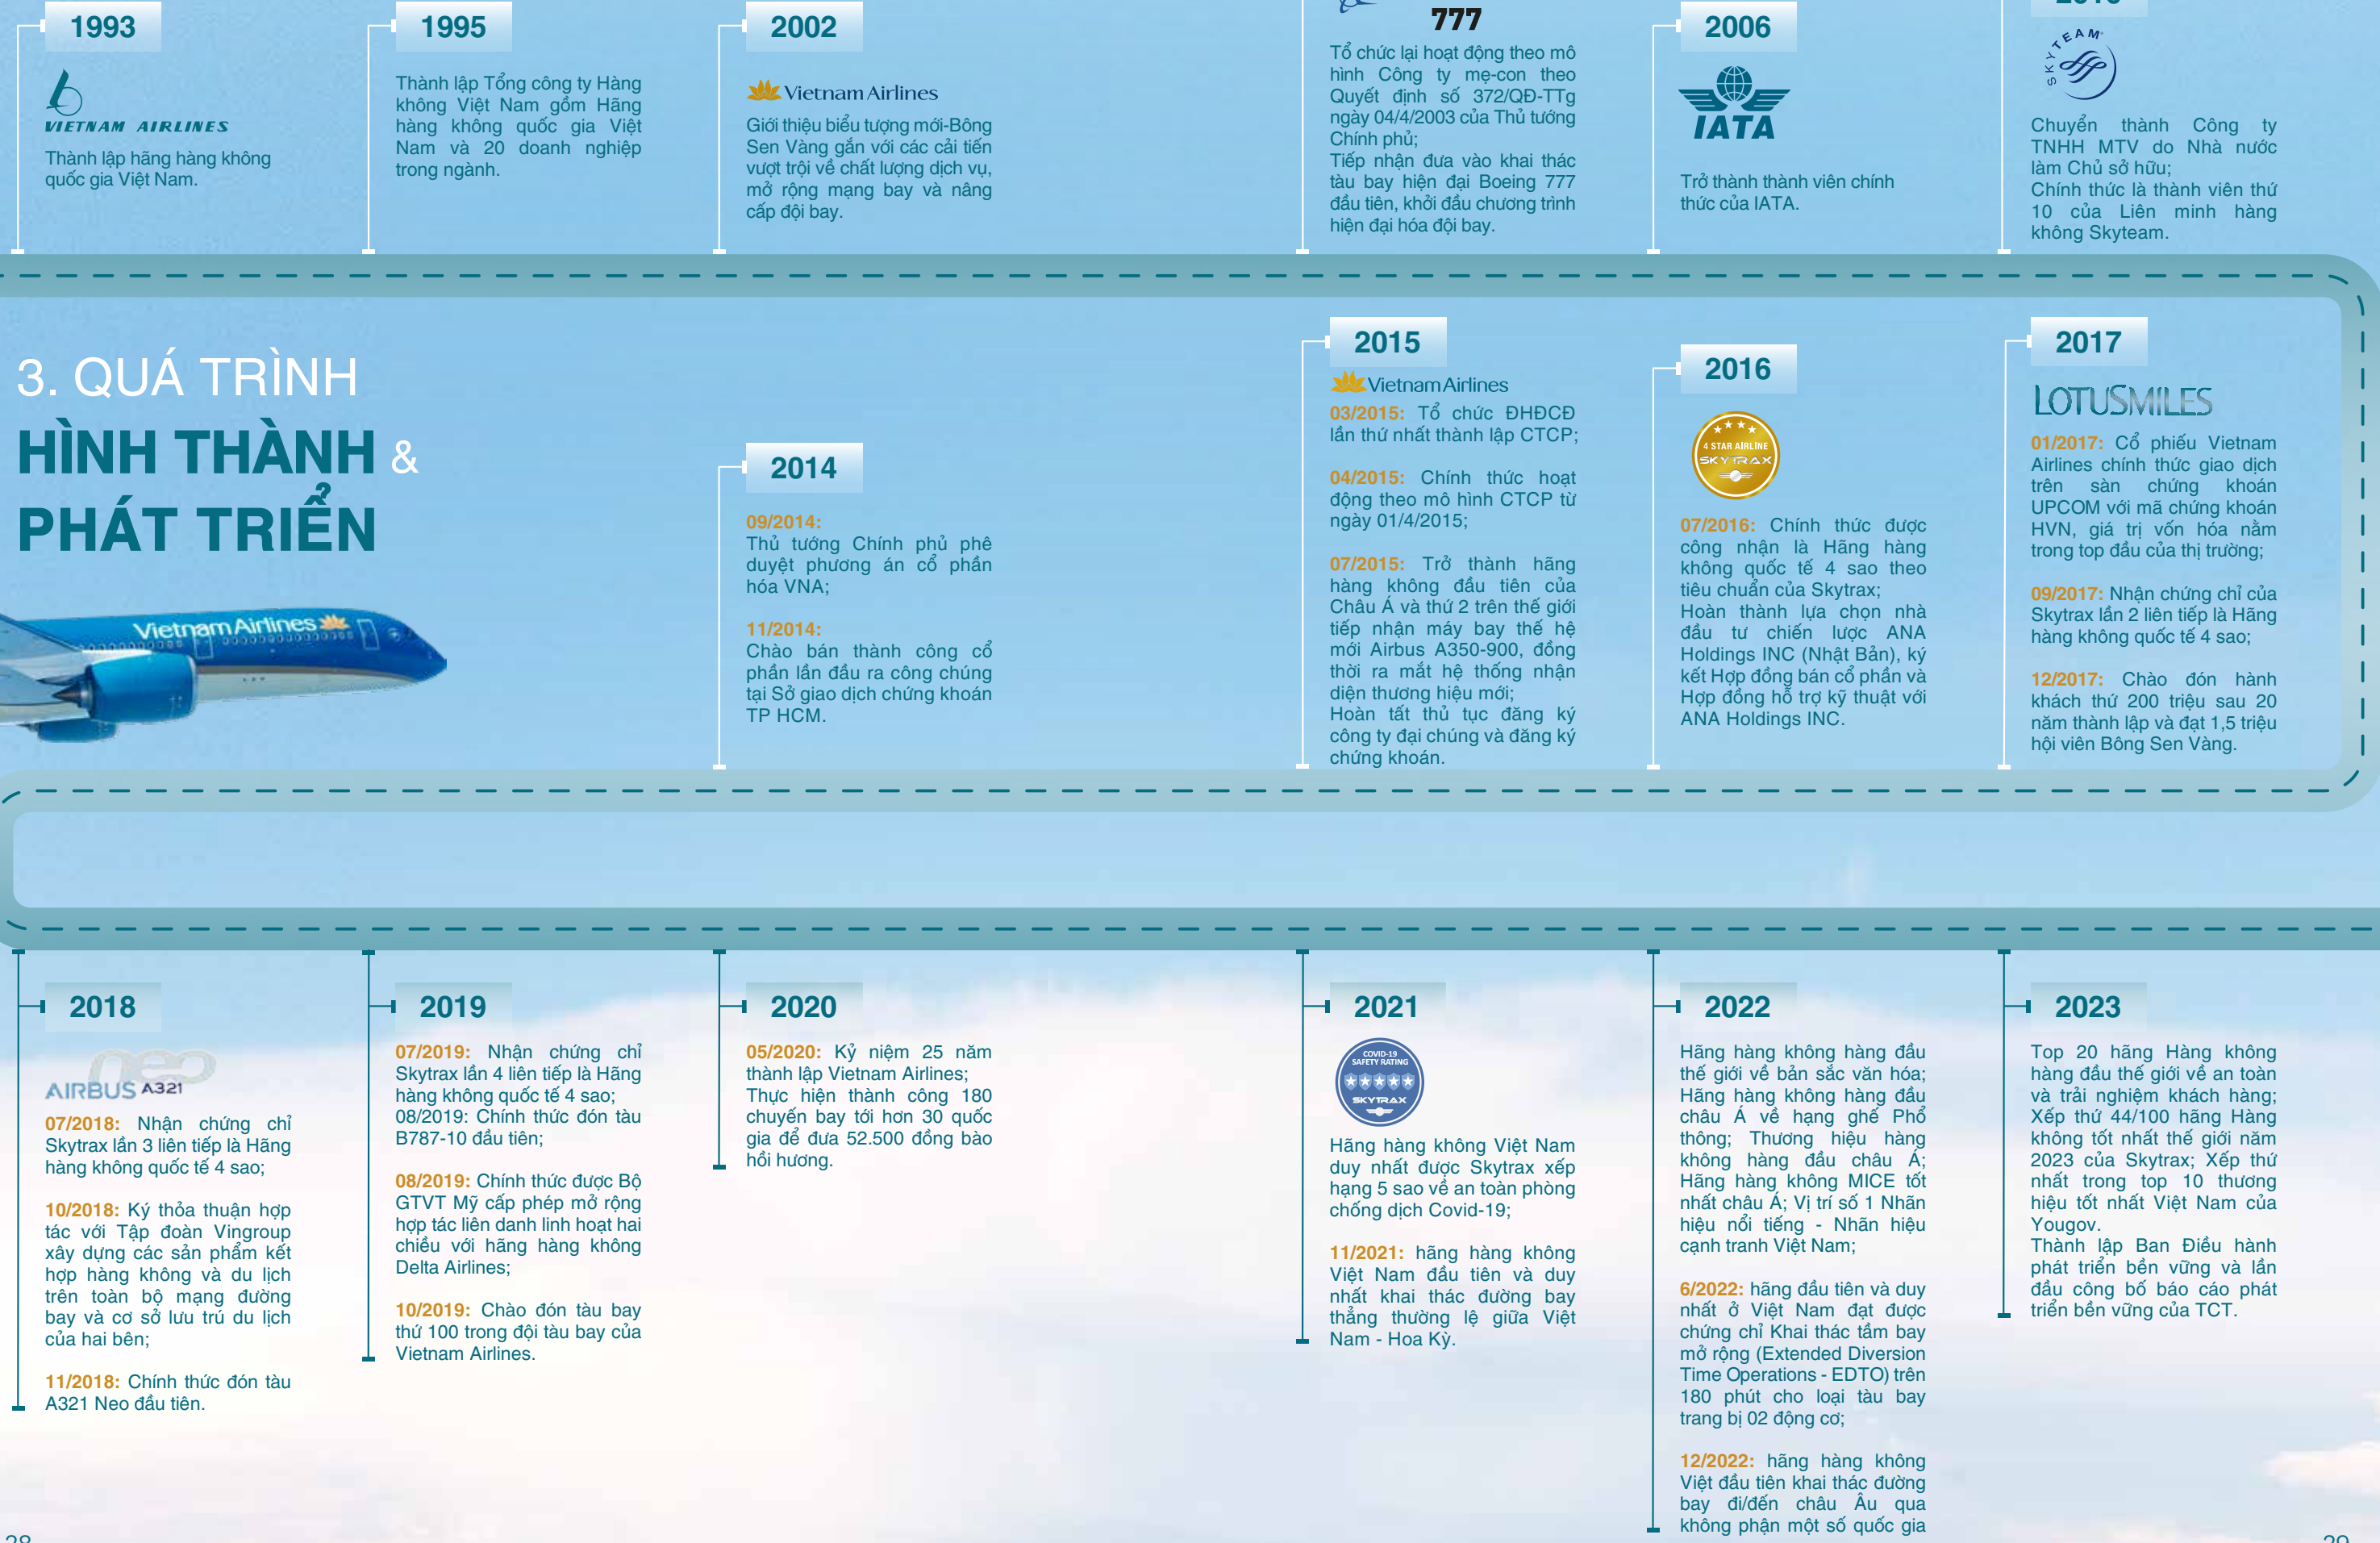 1993
VIETNAM AIRLINES
Thành lập hãng hàng không
quốc gia Việt Nam.
1995
Thành lập Tổng công ty Hàng
không Việt Nam gồm Hãng
hàng không quốc gia Việt
Nam và 20 doanh nghiệp
trong ngành.
2002
Vietnam Airlines
Giới thiệu biểu tượng mới-Bông
Sen Vàng gắn với các cải tiến
vượt trội về chất lượng dịch vụ,
mở rộng mạng bay và nâng
cấp đội bay.
777
Tổ chức lại hoạt động theo mô
hình Công ty mẹ-con theo
Quyết định số 372/QĐ-TTg
ngày 04/4/2003 của Thủ tướng
Chính phủ;
Tiếp nhận đưa vào khai thác
tàu bay hiện đại Boeing 777
đầu tiên, khởi đầu chương trình
hiện đại hóa đội bay.
2006
IATA
Trở thành thành viên chính
thức của IATA.
SKYTEAM
Chuyển thành Công ty
TNHH MTV do Nhà nước
làm Chủ sở hữu;
Chính thức là thành viên thứ
10 của Liên minh hàng
không Skyteam.
3. QUÁ TRÌNH
HÌNH THÀNH &
PHÁT TRIỂN
Vietnam Airlines
2014
09/2014:
Thủ tướng Chính phủ phê
duyệt phương án cổ phần
hóa VNA;
11/2014:
Chào bán thành công cổ
phần lần đầu ra công chúng
tại Sở giao dịch chứng khoán
TP HCM.
2015
Vietnam Airlines
03/2015: Tổ chức ĐHĐCĐ
lần thứ nhất thành lập CTCP;
04/2015: Chính thức hoạt
động theo mô hình CTCP từ
ngày 01/4/2015;
07/2015: Trở thành hãng
hàng không đầu tiên của
Châu Á và thứ 2 trên thế giới
tiếp nhận máy bay thế hệ
mới Airbus A350-900, đồng
thời ra mắt hệ thống nhận
diện thương hiệu mới;
Hoàn tất thủ tục đăng ký
công ty đại chúng và đăng ký
chứng khoán.
2016
4 STAR AIRLINE
SKYTRAX
07/2016: Chính thức được
công nhận là Hãng hàng
không quốc tế 4 sao theo
tiêu chuẩn của Skytrax;
Hoàn thành lựa chọn nhà
đầu tư chiến lược ANA
Holdings INC (Nhật Bản), ký
kết Hợp đồng bán cổ phần và
Hợp đồng hỗ trợ kỹ thuật với
ANA Holdings INC.
2017
LOTUSMILES
01/2017: Cổ phiếu Vietnam
Airlines chính thức giao dịch
trên sàn chứng khoán
UPCOM với mã chứng khoán
HVN, giá trị vốn hóa nằm
trong top đầu của thị trường;
09/2017: Nhận chứng chỉ của
Skytrax lần 2 liên tiếp là Hãng
hàng không quốc tế 4 sao;
12/2017: Chào đón hành
khách thứ 200 triệu sau 20
năm thành lập và đạt 1,5 triệu
hội viên Bông Sen Vàng.
2018
neo
AIRBUS A321
07/2018: Nhận chứng chỉ
Skytrax lần 3 liên tiếp là Hãng
hàng không quốc tế 4 sao;
10/2018: Ký thỏa thuận hợp
tác với Tập đoàn Vingroup
xây dựng các sản phẩm kết
hợp hàng không và du lịch
trên toàn bộ mạng đường
bay và cơ sở lưu trú du lịch
của hai bên;
11/2018: Chính thức đón tàu
A321 Neo đầu tiên.
2019
07/2019: Nhận chứng chỉ
Skytrax lần 4 liên tiếp là Hãng
hàng không quốc tế 4 sao;
08/2019: Chính thức đón tàu
B787-10 đầu tiên;
08/2019: Chính thức được Bộ
GTVT Mỹ cấp phép mở rộng
hợp tác liên danh linh hoạt hai
chiều với hãng hàng không
Delta Airlines;
10/2019: Chào đón tàu bay
thứ 100 trong đội tàu bay của
Vietnam Airlines.
2020
05/2020: Kỷ niệm 25 năm
thành lập Vietnam Airlines;
Thực hiện thành công 180
chuyến bay tới hơn 30 quốc
gia để đưa 52.500 đồng bào
hồi hương.
2021
COVID-19
SAFETY RATING
SKYTRAX
Hãng hàng không Việt Nam
duy nhất được Skytrax xếp
hạng 5 sao về an toàn phòng
chống dịch Covid-19;
11/2021: hãng hàng không
Việt Nam đầu tiên và duy
nhất khai thác đường bay
thẳng thường lệ giữa Việt
Nam - Hoa Kỳ.
2022
Hãng hàng không hàng đầu
thế giới về bản sắc văn hóa;
Hãng hàng không hàng đầu
châu Á về hạng ghế Phổ
thông; Thương hiệu hàng
không hàng đầu châu Á;
Hãng hàng không MICE tốt
nhất châu Á; Vị trí số 1 Nhãn
hiệu nổi tiếng - Nhãn hiệu
cạnh tranh Việt Nam;
6/2022: hãng đầu tiên và duy
nhất ở Việt Nam đạt được
chứng chỉ Khai thác tầm bay
mở rộng (Extended Diversion
Time Operations - EDTO) trên
180 phút cho loại tàu bay
trang bị 02 động cơ;
12/2022: hãng hàng không
Việt đầu tiên khai thác đường
bay đi/đến châu Âu qua
không phận một số quốc gia
2023
Top 20 hãng Hàng không
hàng đầu thế giới về an toàn
và trải nghiệm khách hàng;
Xếp thứ 44/100 hãng Hàng
không tốt nhất thế giới năm
2023 của Skytrax; Xếp thứ
nhất trong top 10 thương
hiệu tốt nhất Việt Nam của
Yougov.
Thành lập Ban Điều hành
phát triển bền vững và lần
đầu công bố báo cáo phát
triển bền vững của TCT.